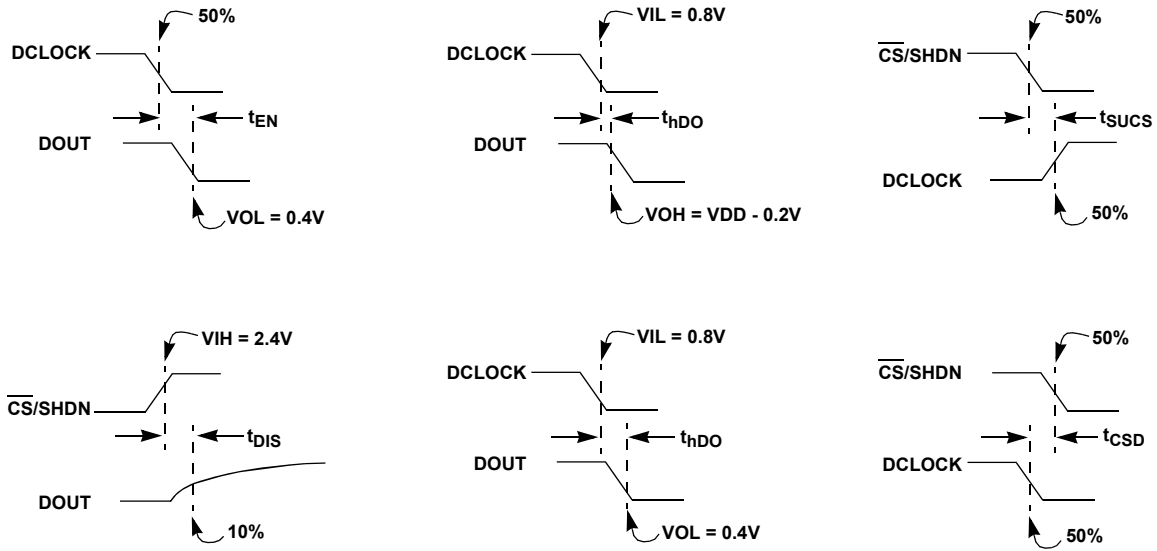 50%
DCLOCK
tEN
DOUT
VOL = 0.4V
VIL = 0.8V
DCLOCK
thDO
DOUT
VOH = VDD - 0.2V
50%
CS/SHDN
tSUCS
DCLOCK
50%
VIH = 2.4V
CS/SHDN
tDIS
DOUT
10%
VIL = 0.8V
DCLOCK
thDO
DOUT
VOL = 0.4V
50%
CS/SHDN
tCSD
DCLOCK
50%